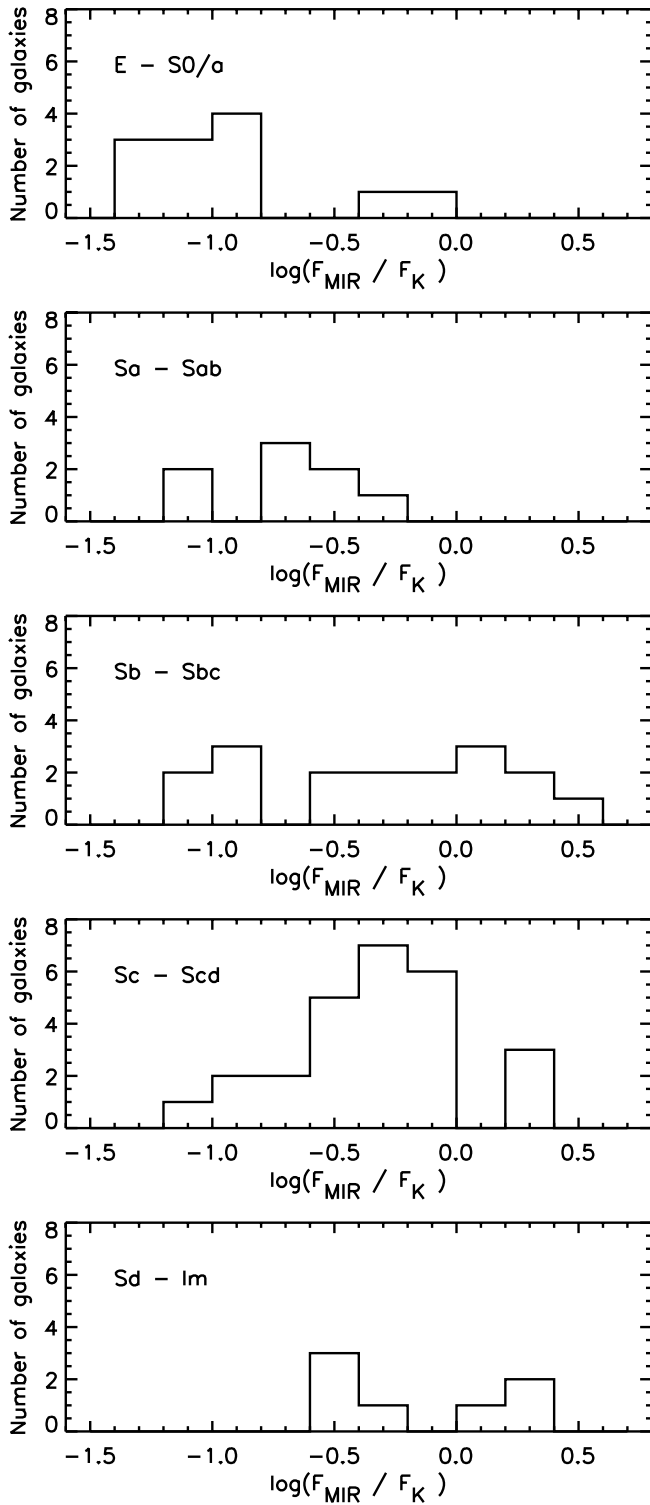 8
6
4
2
0
Number of galaxies
E – S0/a
−1.5 −1.0 −0.5 0.0 0.5
log(F_MIR / F_K )
8
6
4
2
0
Number of galaxies
Sa – Sab
−1.5 −1.0 −0.5 0.0 0.5
log(F_MIR / F_K )
8
6
4
2
0
Number of galaxies
Sb – Sbc
−1.5 −1.0 −0.5 0.0 0.5
log(F_MIR / F_K )
8
6
4
2
0
Number of galaxies
Sc – Scd
−1.5 −1.0 −0.5 0.0 0.5
log(F_MIR / F_K )
8
6
4
2
0
Number of galaxies
Sd – Im
−1.5 −1.0 −0.5 0.0 0.5
log(F_MIR / F_K )